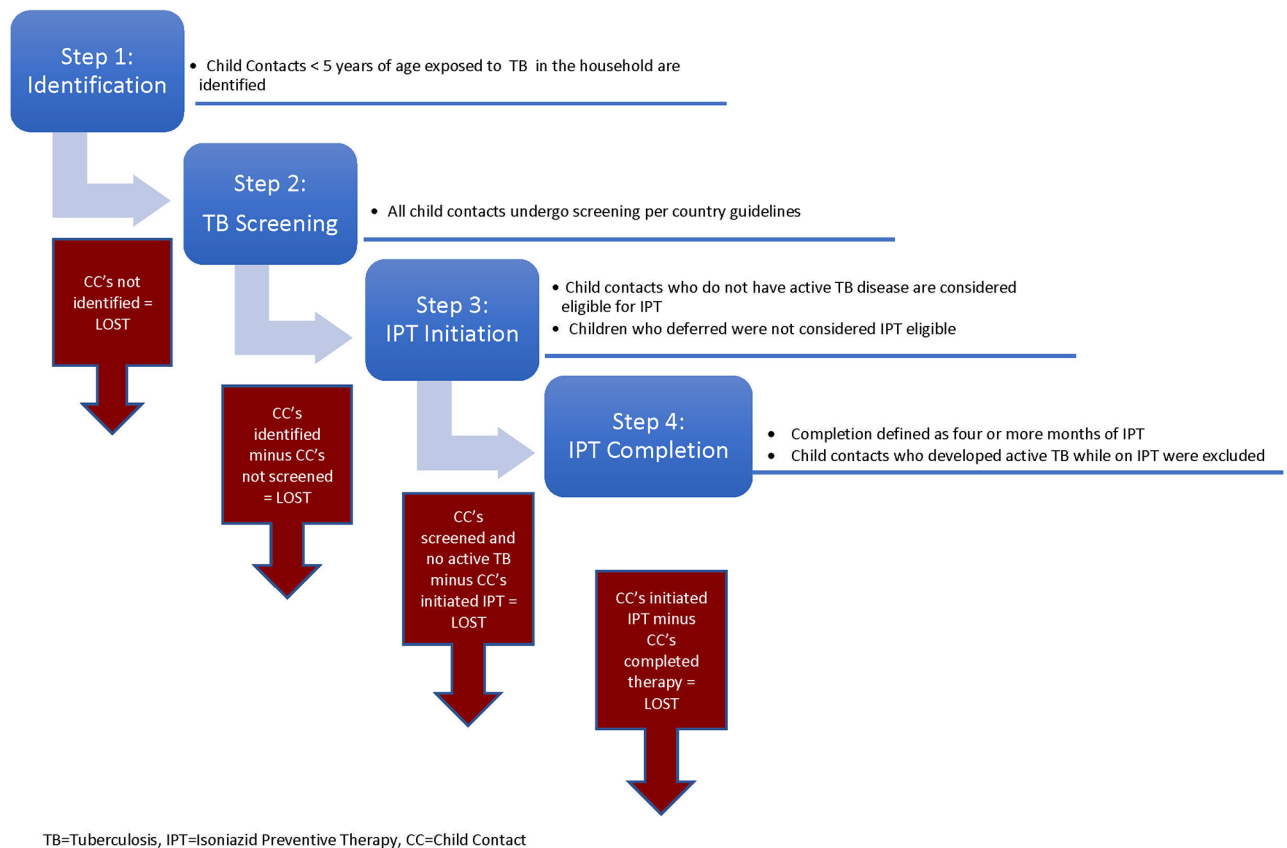 Step 1:
Identification
• Child Contacts < 5 years of age exposed to TB in the household are
identified
Step 2:
TB Screening
• All child contacts undergo screening per country guidelines
CC's not
identified =
LOST
Step 3:
IPT Initiation
• Child contacts who do not have active TB disease are considered
eligible for IPT
• Children who deferred were not considered IPT eligible
CC's
identified
minus CC's
not screened
= LOST
Step 4:
IPT Completion
• Completion defined as four or more months of IPT
• Child contacts who developed active TB while on IPT were excluded
CC's
screened and
no active TB
minus CC's
initiated IPT =
LOST
CC's initiated
IPT minus
CC's
completed
therapy =
LOST
TB=Tuberculosis, IPT=Isoniazid Preventive Therapy, CC=Child Contact